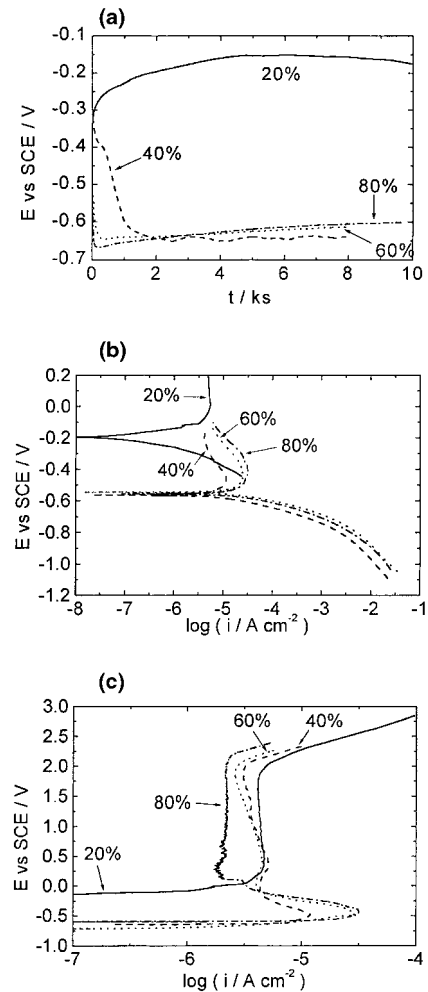 (a)
-0.1
-0.2
-0.3
-0.4
-0.5
-0.6
-0.7
E vs SCE / V
20%
40%
80%
60%
0 2 4 6 8 10
t / ks
(b)
0.2
0.0
-0.2
-0.4
-0.6
-0.8
-1.0
-1.2
E vs SCE / V
20%
60%
80%
40%
-8 -7 -6 -5 -4 -3 -2 -1
log ( i / A cm-2 )
(c)
3.0
2.5
2.0
1.5
1.0
0.5
0.0
-0.5
-1.0
E vs SCE / V
60% 40%
80%
20%
-7 -6 -5 -4
log ( i / A cm-2 )